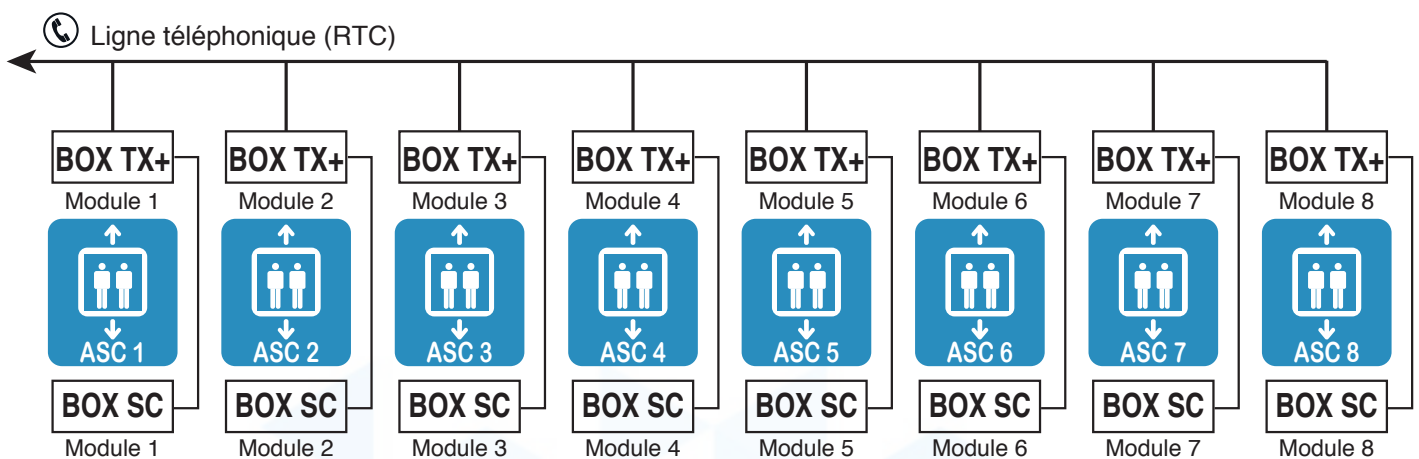 Ligne téléphonique (RTC)
BOX TX+ BOX TX+ BOX TX+ BOX TX+ BOX TX+ BOX TX+ BOX TX+ BOX TX+
Module 1 Module 2 Module 3 Module 4 Module 5 Module 6 Module 7 Module 8
ASC 1 ASC 2 ASC 3 ASC 4 ASC 5 ASC 6 ASC 7 ASC 8
BOX SC BOX SC BOX SC BOX SC BOX SC BOX SC BOX SC BOX SC
Module 1 Module 2 Module 3 Module 4 Module 5 Module 6 Module 7 Module 8